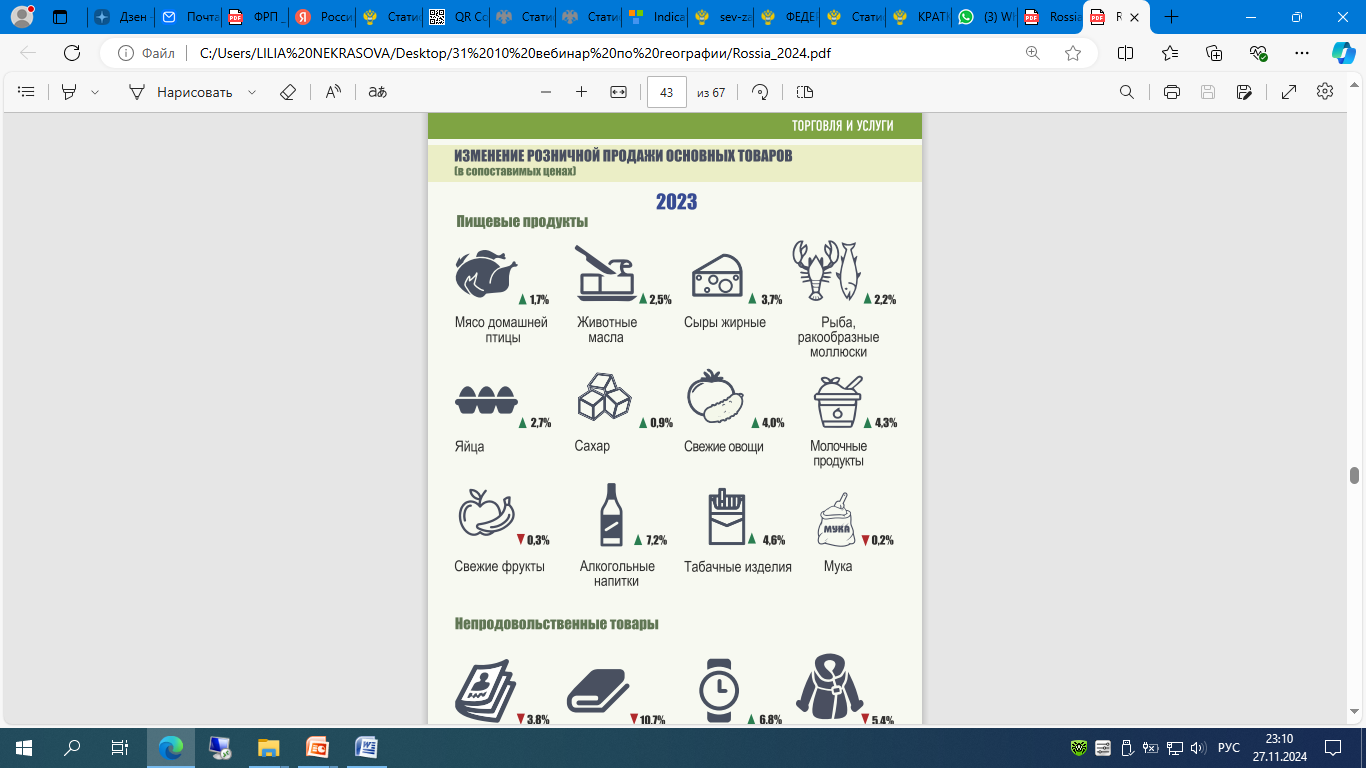 Дзен
Почта
ФРП
Росси
Стати
QR Co
Стати
Стати
Indica
sev-za
ФЕДЕ
Стати
КРАТК
(3) W
Rossia
R
Файл
C:/Users/LILIA%20NEKRASOVA/Desktop/31%2010%20вебинар%20по%20географии/Rossia_2024.pdf
Нарисовать
43 из 67
ТОРГОВЛЯ И УСЛУГИ
ИЗМЕНЕНИЕ РОЗНИЧНОЙ ПРОДАЖИ ОСНОВНЫХ ТОВАРОВ
(в сопоставимых ценах)
2023
Пищевые продукты
▲ 1,7% ▲ 2,5% ▲ 3,7% ▲ 2,2%
Мясо домашней Животные Сыры жирные Рыба,
птицы масла ракообразные
моллюски
▲ 2,7% ▲ 0,9% ▲ 4,0% ▲ 4,3%
Яйца Сахар Свежие овощи Молочные
продукты
МУКА
▼ 0,3% ▲ 7,2% ▲ 4,6% ▼ 0,2%
Свежие фрукты Алкогольные Табачные изделия Мука
напитки
Непродовольственные товары
▼ 3,8% ▼ 10,7% ▲ 6,8% ▼ 5,4%
РУС
23:10
27.11.2024